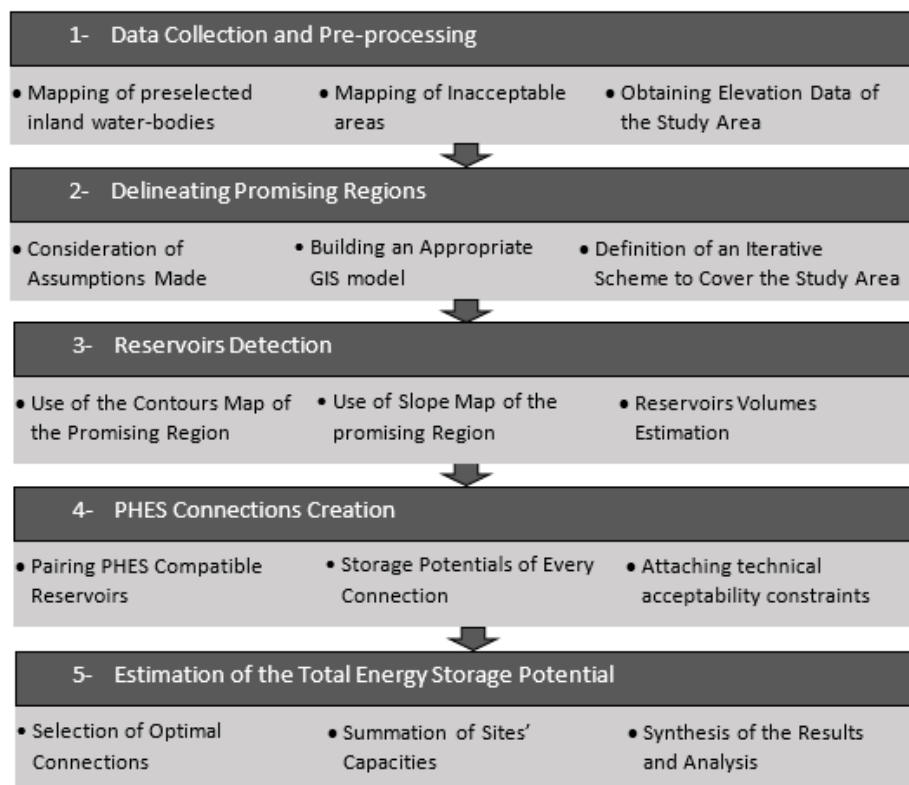 1- Data Collection and Pre-processing
• Mapping of preselected
inland water-bodies
• Mapping of Inacceptable
areas
• Obtaining Elevation Data of
the Study Area
2- Delineating Promising Regions
• Consideration of
Assumptions Made
• Building an Appropriate
GIS model
• Definition of an Iterative
Scheme to Cover the Study Area
3- Reservoirs Detection
• Use of the Contours Map of
the Promising Region
• Use of Slope Map of the
promising Region
• Reservoirs Volumes
Estimation
4- PHES Connections Creation
• Pairing PHES Compatible
Reservoirs
• Storage Potentials of Every
Connection
• Attaching technical
acceptability constraints
5- Estimation of the Total Energy Storage Potential
• Selection of Optimal
Connections
• Summation of Sites’
Capacities
• Synthesis of the Results
and Analysis